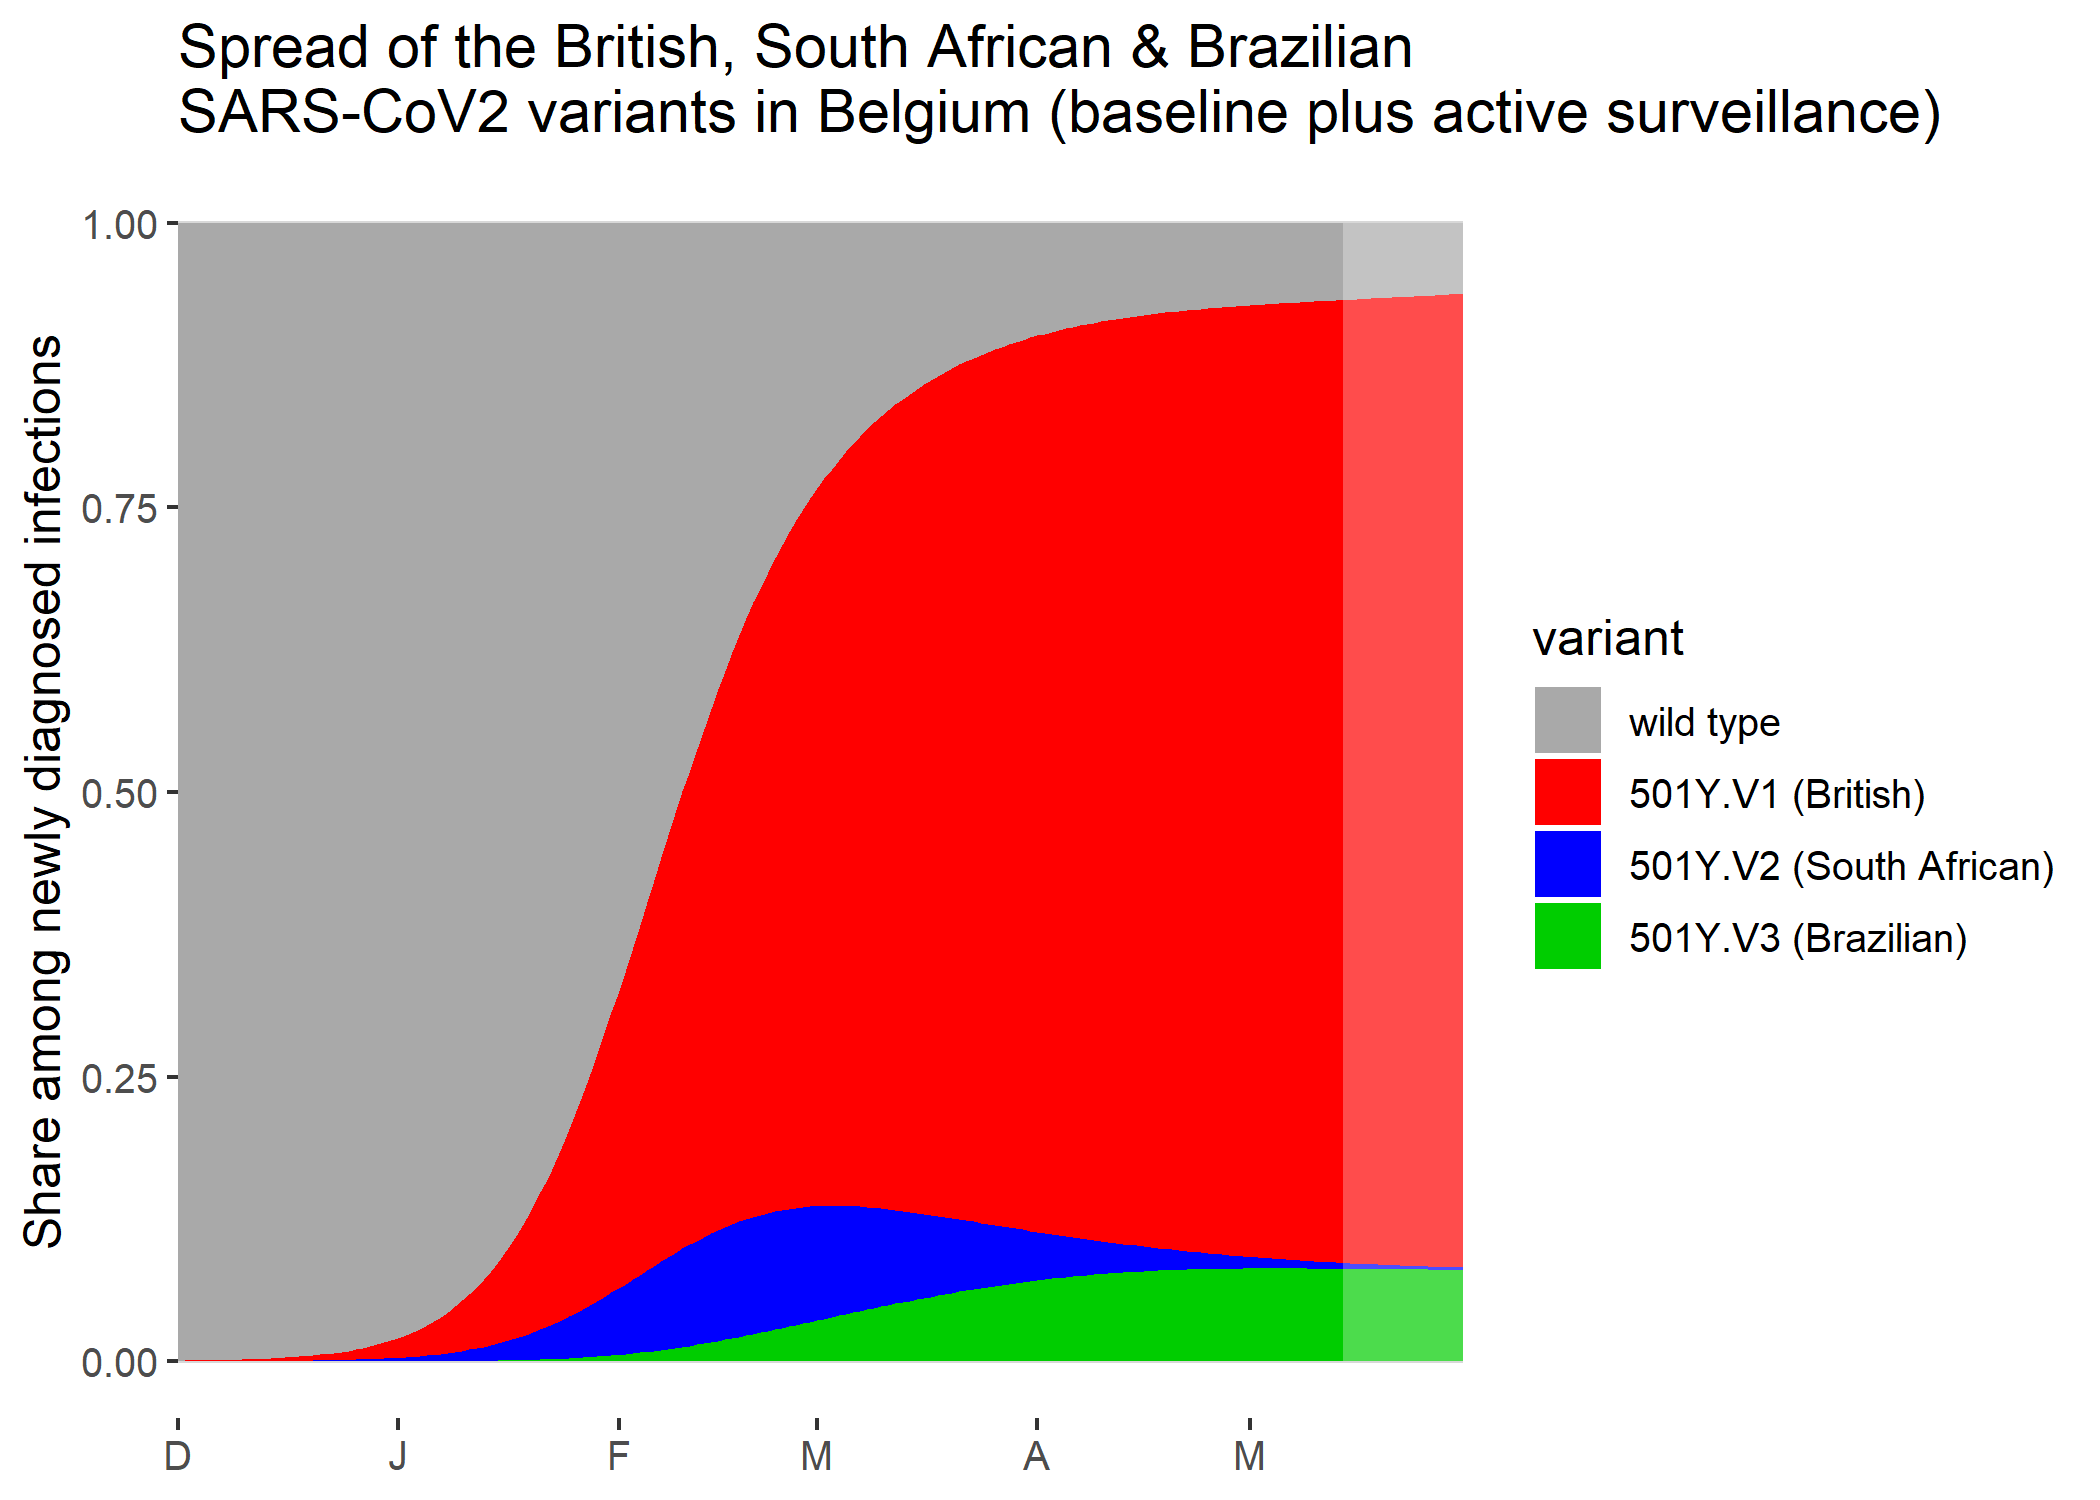 Spread of the British, South African & Brazilian
SARS-CoV2 variants in Belgium (baseline plus active surveillance)
Share among newly diagnosed infections
1.00
0.75
0.50
0.25
0.00
D
J
F
M
A
M
variant
wild type
501Y.V1 (British)
501Y.V2 (South African)
501Y.V3 (Brazilian)